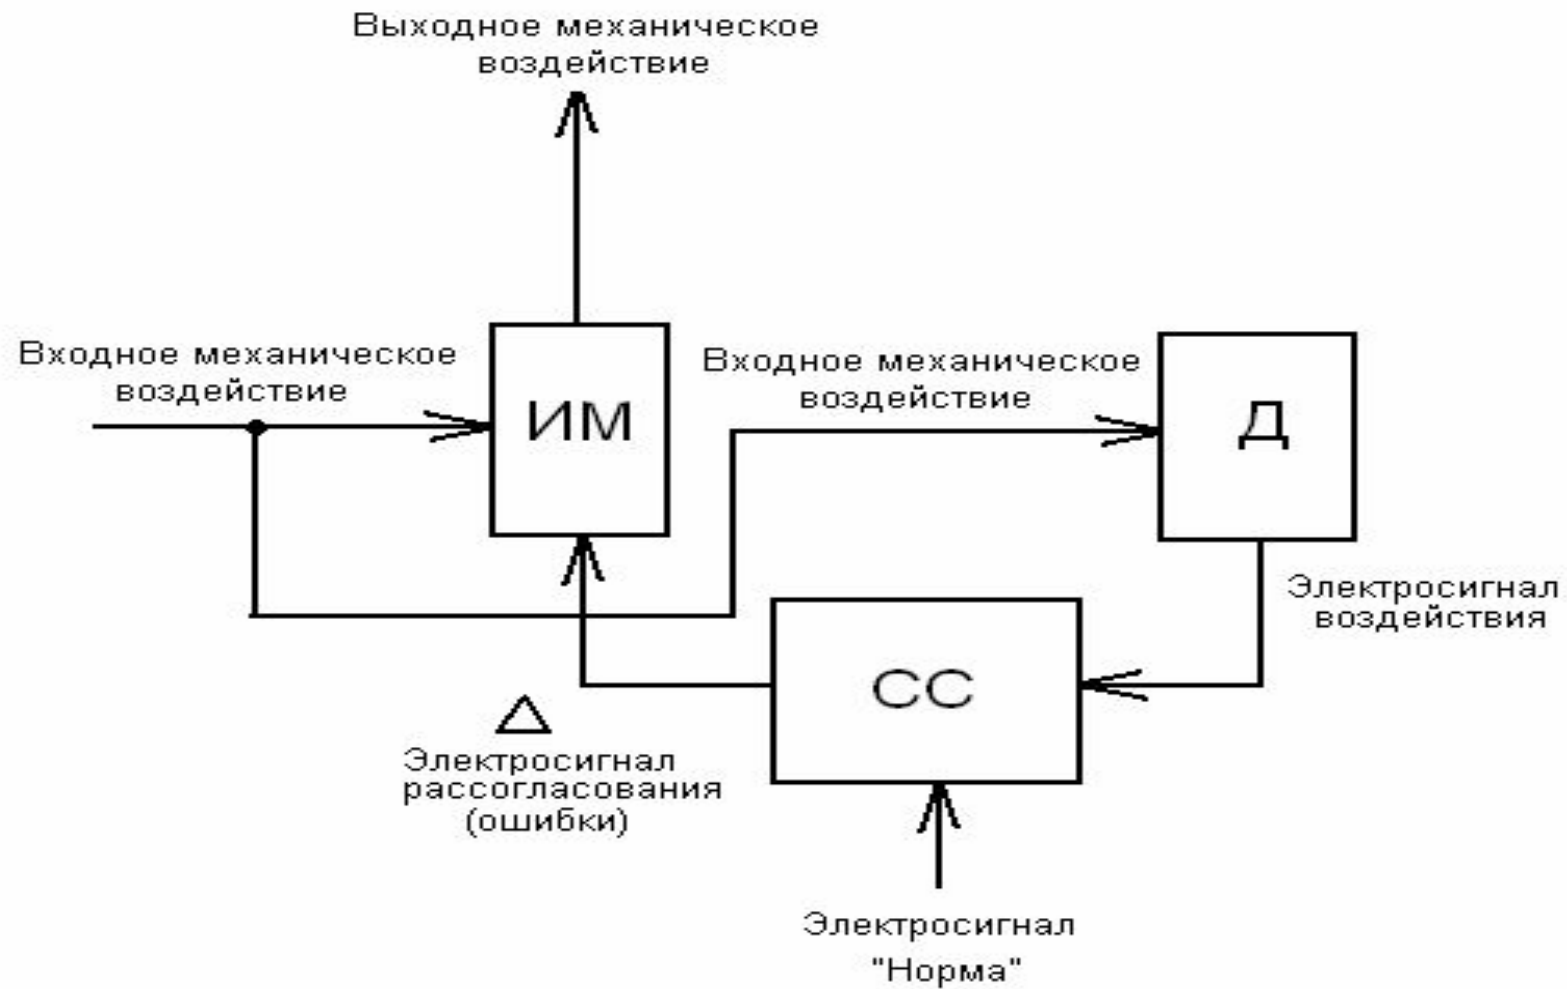 Выходное механическое
воздействие
Входное механическое
воздействие
ИМ
Входное механическое
воздействие
Д
Электросигнал
воздействия
СС
Электросигнал
рассогласования
(ошибки)
Электросигнал
"Норма"